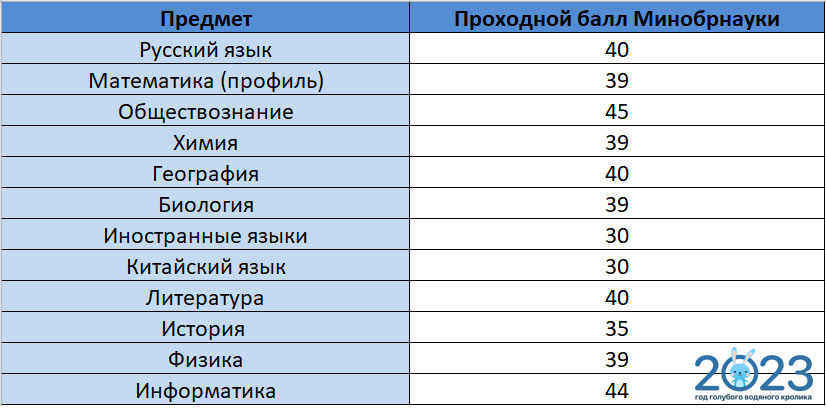 Предмет Проходной балл Минобрнауки
Русский язык 40
Математика (профиль) 39
Обществознание 45
Химия 39
География 40
Биология 39
Иностранные языки 30
Китайский язык 30
Литература 40
История 35
Физика 39
Информатика 44
2023
год голубого водяного кролика